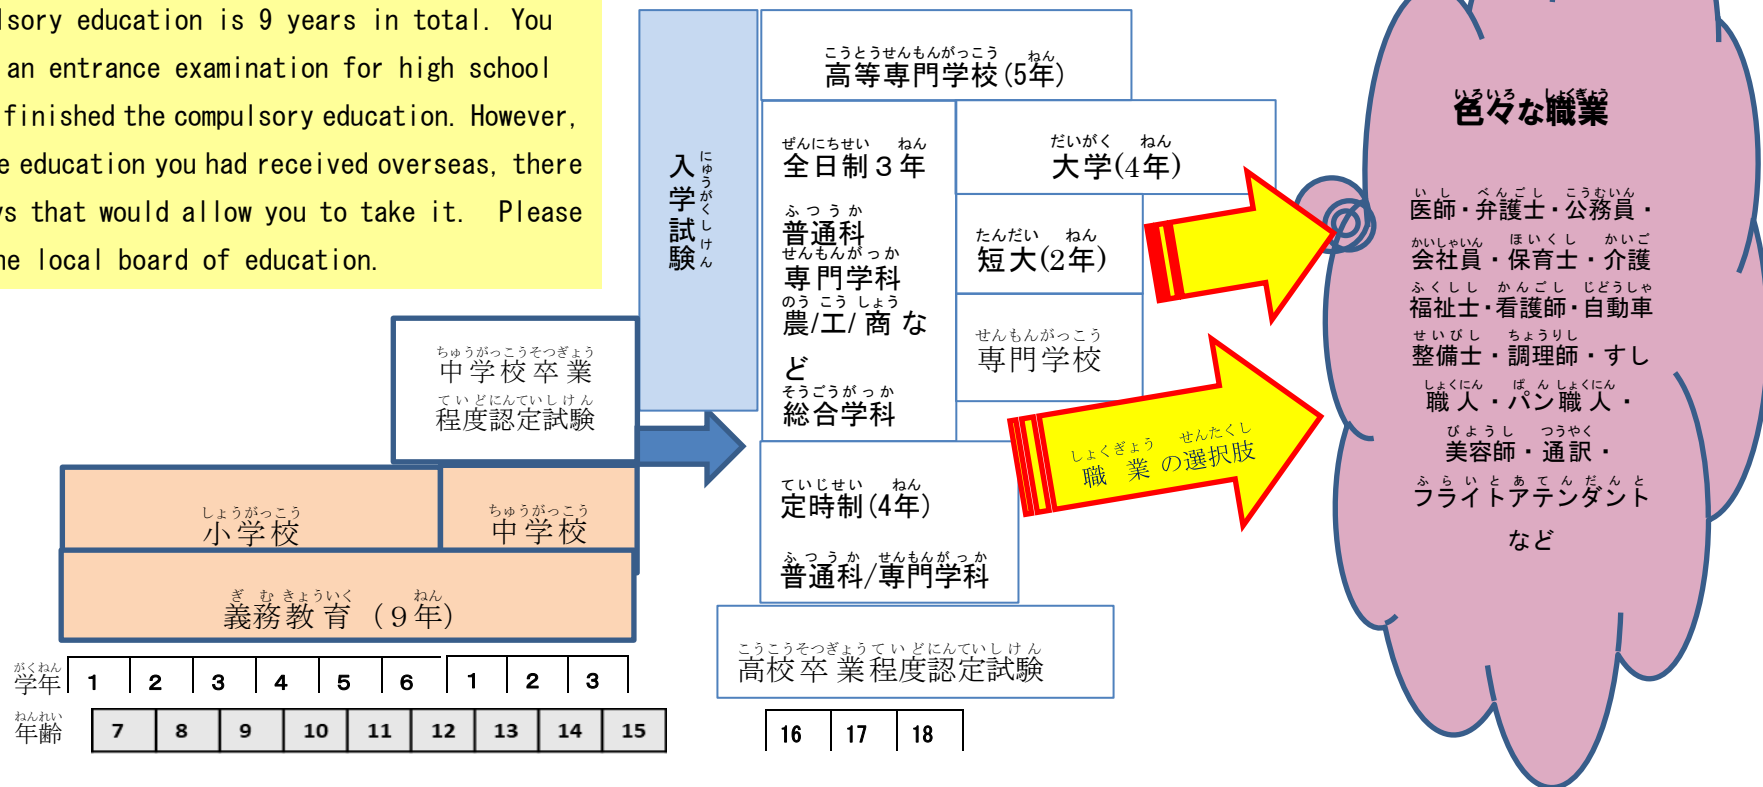 lsory education is 9 years in total. You
an entrance examination for high school
finished the compulsory education. However,
e education you had received overseas, there
ys that would allow you to take it. Please
ne local board of education.
にゅうがくしけん
入学試験
こうとうせんもんがっこう ねん
高等専門学校(5年)
ぜんにちせい ねん
全日制3年
ふつうか
普通科
せんもんがっか
専門学科
のう こう しょう
農/工/商 な
ど
そうごうがっか
総合学科
だいがく ねん
大学(4年)
たんだい ねん
短大(2年)
せんもんがっこう
専門学校
ていじせい ねん
定時制(4年)
ふつうか せんもんがっか
普通科/専門学科
こうこうそつぎょうていどにんていしけん
高校卒業程度認定試験
ちゅうがっこうそつぎょう
中学校卒業
ていどにんていしけん
程度認定試験
しょうがっこう
小学校
ちゅうがっこう
中学校
ぎむきょういく ねん
義務教育(9年)
がくねん
学年 1 2 3 4 5 6 1 2 3
ねんれい
年齢 7 8 9 10 11 12 13 14 15
16 17 18
しょくぎょう せんたくし
職業の選択肢
いろいろ しょくぎょう
色々な職業
いし べんごし こうむいん
医師・弁護士・公務員・
かいしゃいん ほいくし かいご
会社員・保育士・介護
ふくしし かんごし じどうしゃ
福祉士・看護師・自動車
せいびし ちょうりし
整備士・調理師・すし
しょくにん ぱんしょくにん
職人・パン職人・
びようし つうやく
美容師・通訳・
ふらいとあてんだんと
フライトアテンダント
など